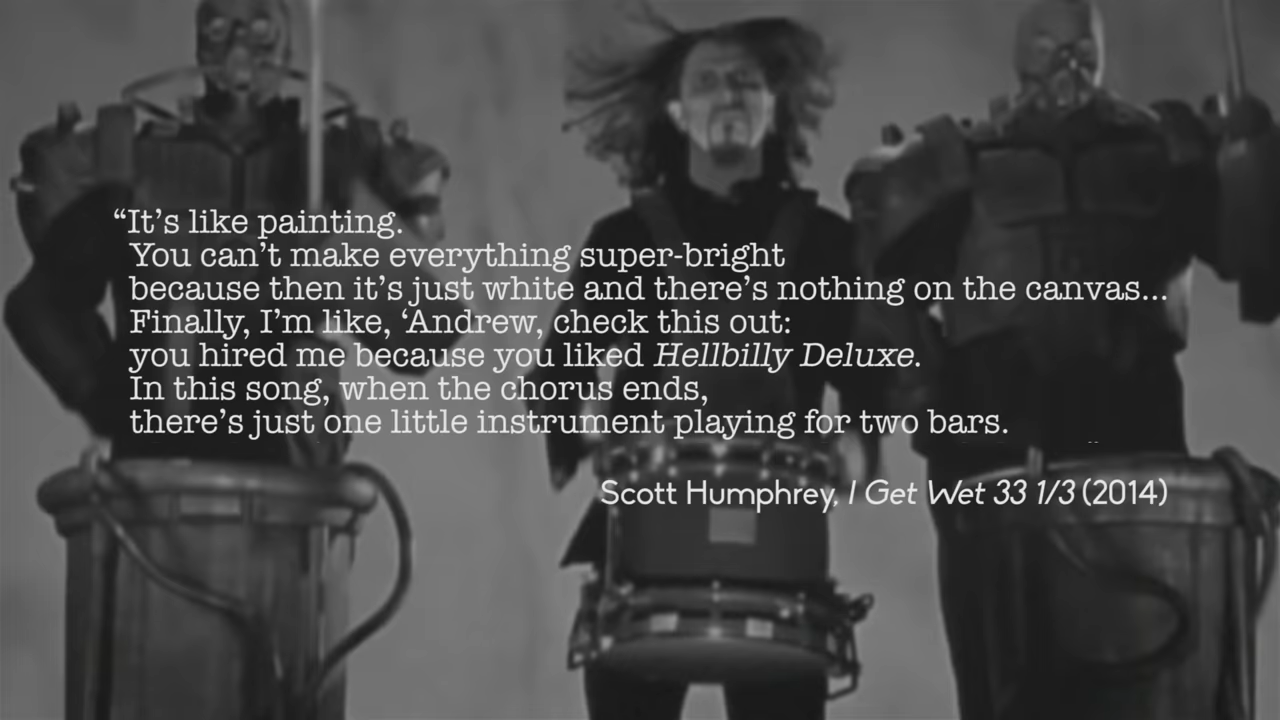 “It’s like painting.
You can’t make everything super-bright
because then it’s just white and there’s nothing on the canvas...
Finally, I’m like, ‘Andrew, check this out:
you hired me because you liked Hellbilly Deluxe.
In this song, when the chorus ends,
there’s just one little instrument playing for two bars.
Scott Humphrey, I Get Wet 33 1/3 (2014)